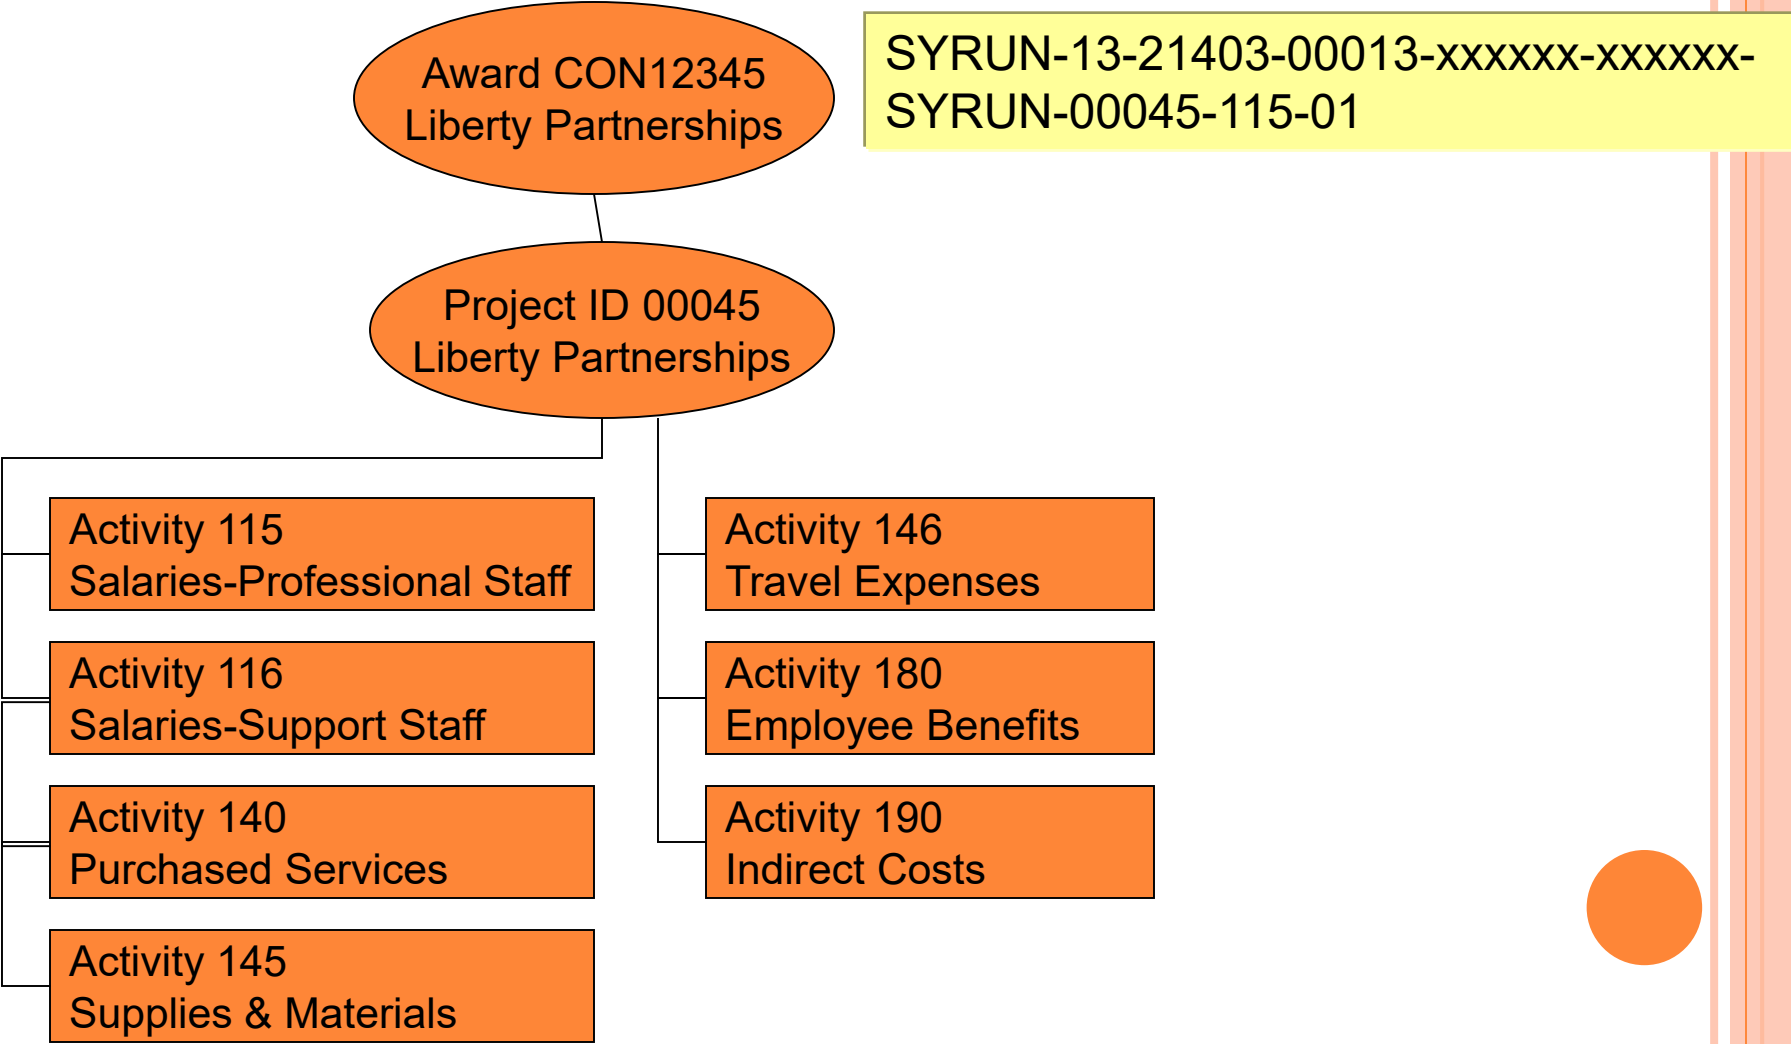 Award CON12345
Liberty Partnerships
SYRUN-13-21403-00013-xxxxxx-xxxxxx-
SYRUN-00045-115-01
Project ID 00045
Liberty Partnerships
Activity 115
Salaries-Professional Staff
Activity 116
Salaries-Support Staff
Activity 140
Purchased Services
Activity 145
Supplies & Materials
Activity 146
Travel Expenses
Activity 180
Employee Benefits
Activity 190
Indirect Costs